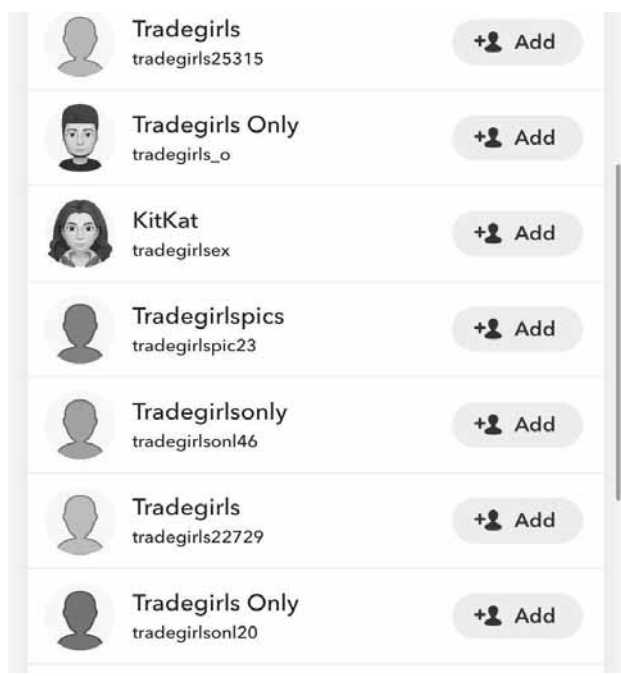 Tradegirls
tradegirls25315
Add
Tradegirls Only
tradegirls_o
Add
KitKat
tradegirlsex
Add
Tradegirlspics
tradegirlspic23
Add
Tradegirlsonly
tradegirlsonl46
Add
Tradegirls
tradegirls22729
Add
Tradegirls Only
tradegirlsonl20
Add